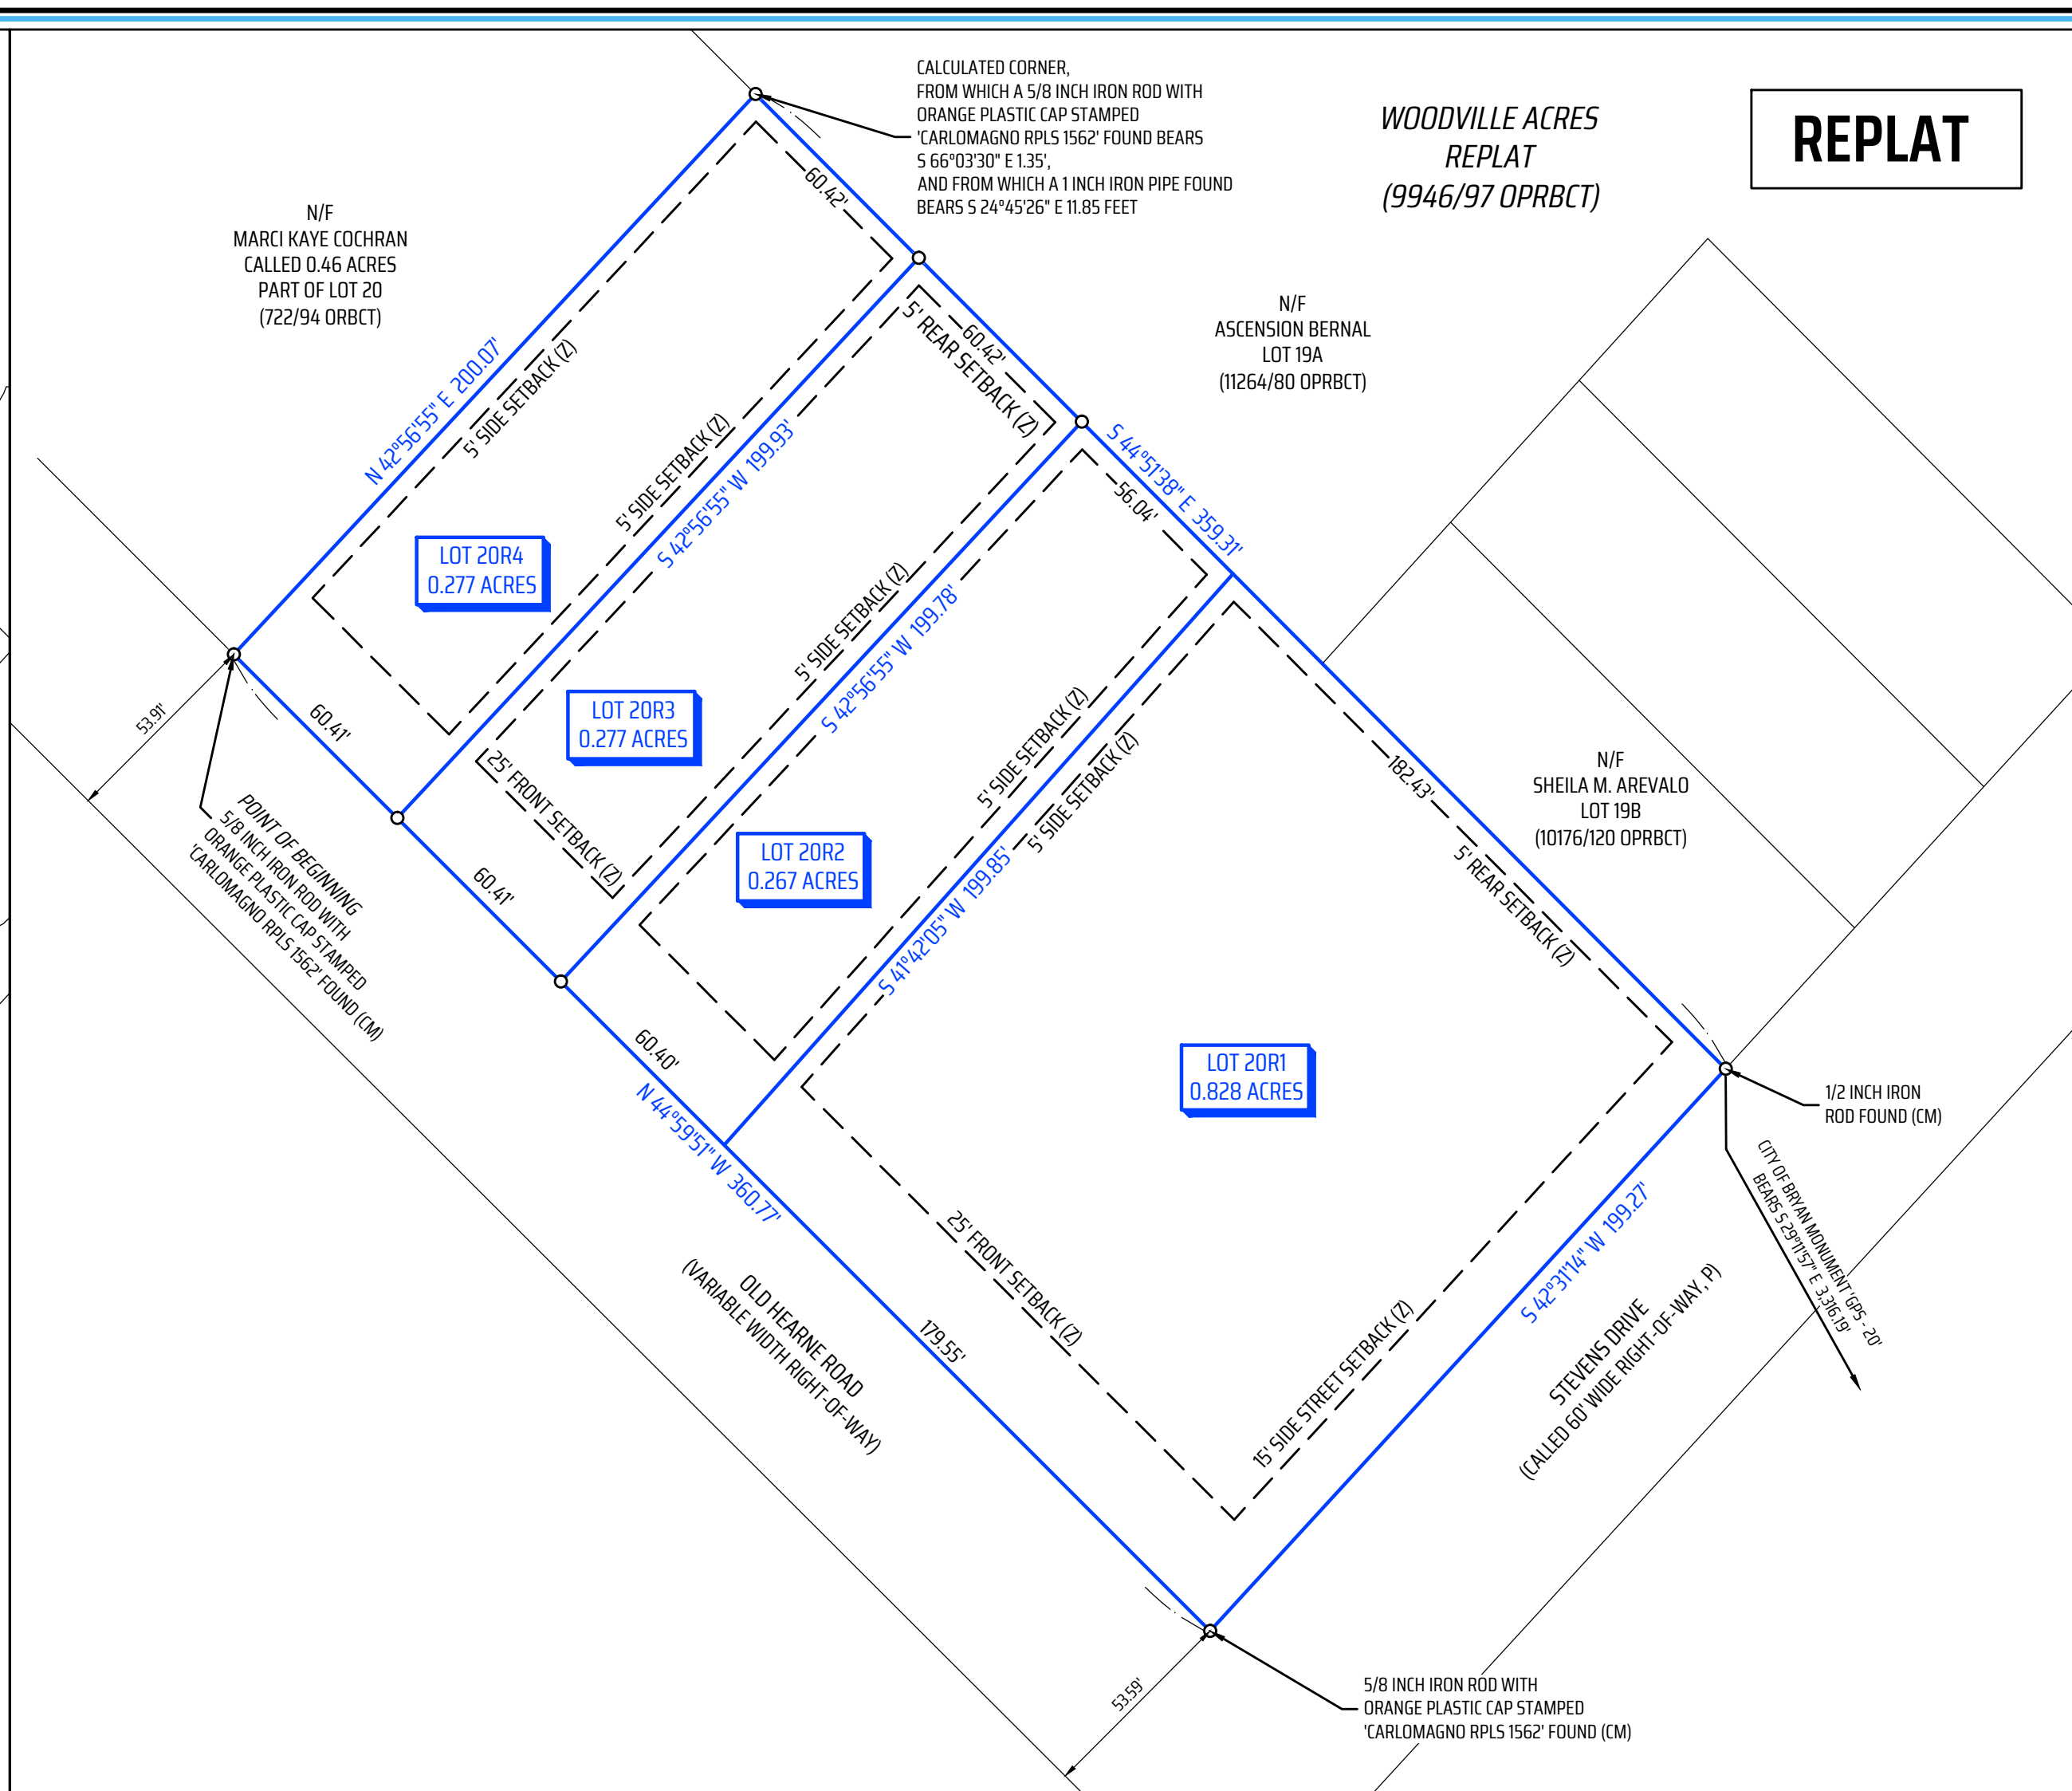 CALCULATED CORNER,
FROM WHICH A 5/8 INCH IRON ROD WITH
ORANGE PLASTIC CAP STAMPED
'CARLOMAGNO RPLS 1562' FOUND BEARS
S 66°03'30" E 1.35',
AND FROM WHICH A 1 INCH IRON PIPE FOUND
BEARS S 24°45'26" E 11.85 FEET
WOODVILLE ACRES
REPLAT
(9946/97 OPRBCT)
REPLAT
N/F
MARCI KAYE COCHRAN
CALLED 0.46 ACRES
PART OF LOT 20
(722/94 ORBCT)
N/F
ASCENSION BERNAL
LOT 19A
(11264/80 OPRBCT)
60.42'
60.42'
5' REAR SETBACK (Z)
N 42°56'55" E 200.07'
5' SIDE SETBACK (Z)
5' SIDE SETBACK (Z)
S 42°56'55" W 199.93'
S 44°51'38" E 359.31'
56.04'
LOT 20R4
0.277 ACRES
5' SIDE SETBACK (Z)
S 42°56'55" W 199.78'
LOT 20R3
0.277 ACRES
53.91'
60.41'
25' FRONT SETBACK (Z)
5' SIDE SETBACK (Z)
5' SIDE SETBACK (Z)
S 41°42'05" W 199.85'
182.43'
5' REAR SETBACK (Z)
N/F
SHEILA M. AREVALO
LOT 19B
(10176/120 OPRBCT)
POINT OF BEGINNING
5/8 INCH IRON ROD WITH
ORANGE PLASTIC CAP STAMPED
'CARLOMAGNO RPLS 1562' FOUND (CM)
60.41'
LOT 20R2
0.267 ACRES
60.40'
N 44°59'51" W 360.77'
LOT 20R1
0.828 ACRES
1/2 INCH IRON
ROD FOUND (CM)
CITY OF BRYAN MONUMENT 'GPS - 20'
BEARS S 29°11'57" E 3,316.19'
25' FRONT SETBACK (Z)
15' SIDE STREET SETBACK (Z)
S 42°31'14" W 199.27'
STEVENS DRIVE
(CALLED 60' WIDE RIGHT-OF-WAY, P)
OLD HEARNE ROAD
(VARIABLE WIDTH RIGHT-OF-WAY)
179.55'
53.59'
5/8 INCH IRON ROD WITH
ORANGE PLASTIC CAP STAMPED
'CARLOMAGNO RPLS 1562' FOUND (CM)